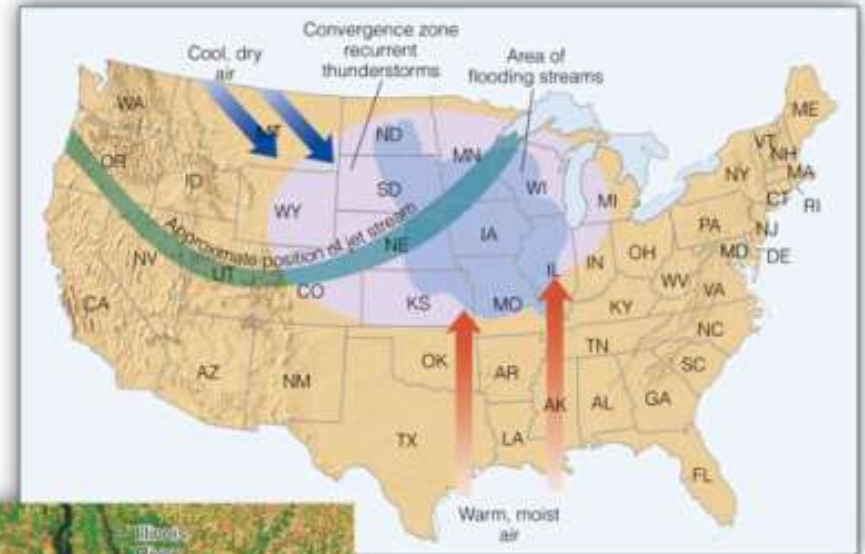 Convergence zone
recurrent
thunderstorms
Cool, dry
air
Area of
flooding streams
WA
MT
ND
MN
ME
VT
NH
OR
ID
SD
WI
MI
NY
MA
CT
RI
WY
Approximate position of jet stream
NE
IA
PA
NJ
NV
UT
CO
IL
IN
OH
MD
DE
WV
VA
CA
KS
MO
KY
NC
TN
SC
AZ
NM
OK
AR
AK
AL
GA
TX
LA
FL
Warm, moist
air
Illinois
River